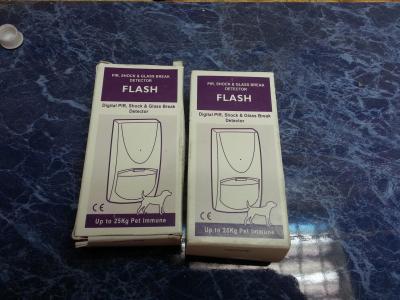 PIR, SHOCK & GLASS BREAK
DETECTOR
FLASH
Digital PIR, Shock & Glass Break
Detector
CE
Up to 25Kg Pet Immune
PIR, SHOCK & GLASS BREAK
DETECTOR
FLASH
Digital PIR, Shock & Glass Break
Detector
CE
Up to 25Kg Pet Immune